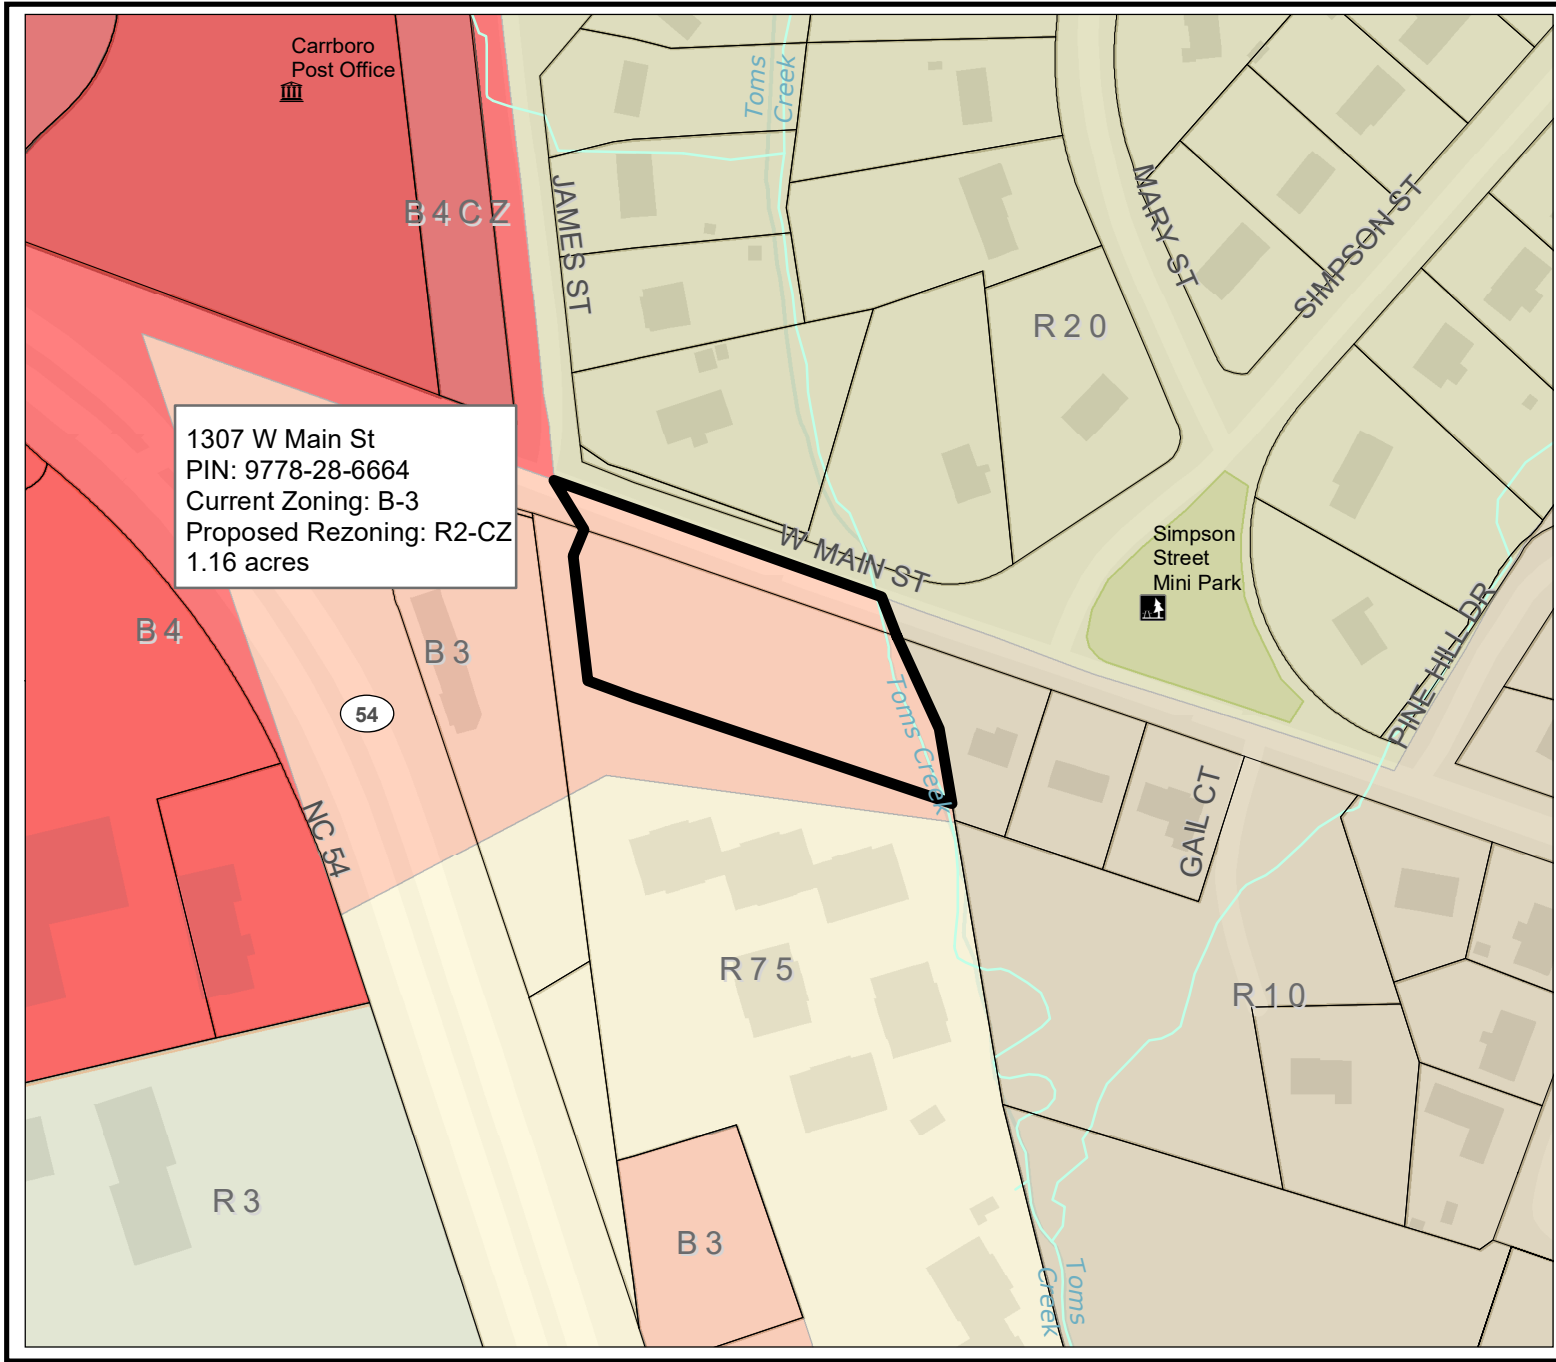 Carrboro
Post Office
Toms
Creek
B4CZ
JAMES ST
MARY ST
SIMPSON ST
R20
1307 W Main St
PIN: 9778-28-6664
Current Zoning: B-3
Proposed Rezoning: R2-CZ
1.16 acres
W MAIN ST
Simpson
Street
Mini Park
B4
B3
PINE HILL DR
54
Toms Creek
NC 54
GAIL CT
R75
R10
R3
B3
Toms
Creek